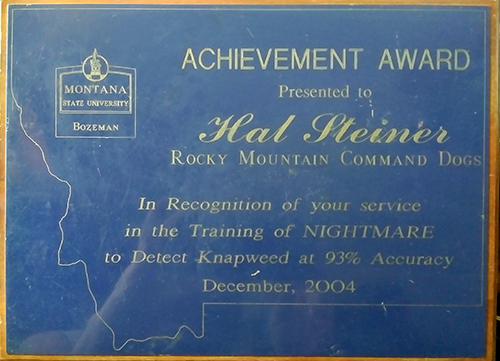 MONTANA
STATE UNIVERSITY
BOZEMAN
ACHIEVEMENT AWARD
Presented to
Hal Steiner
ROCKY MOUNTAIN COMMAND DOGS
In Recognition of your service
in the Training of NIGHTMARE
to Detect Knapweed at 93% Accuracy
December, 2004